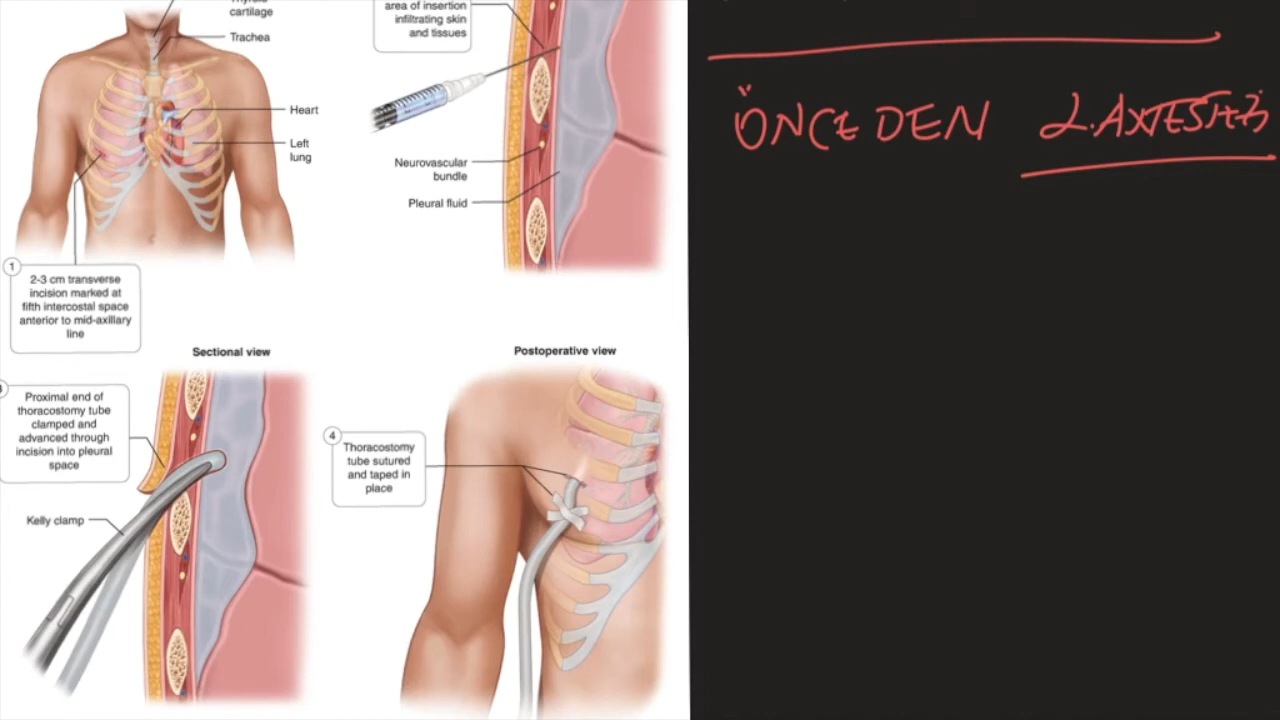 Thyroid
cartilage
Trachea
Heart
Left
lung
1
2-3 cm transverse
incision marked at
fifth intercostal space
anterior to mid-axillary
line
area of insertion
infiltrating skin
and tissues
Neurovascular
bundle
Pleural fluid
Sectional view
Proximal end of
thoracostomy tube
clamped and
advanced through
incision into pleural
space
Kelly clamp
Postoperative view
4
Thoracostomy
tube sutured
and taped in
place
ÖNCEDEN